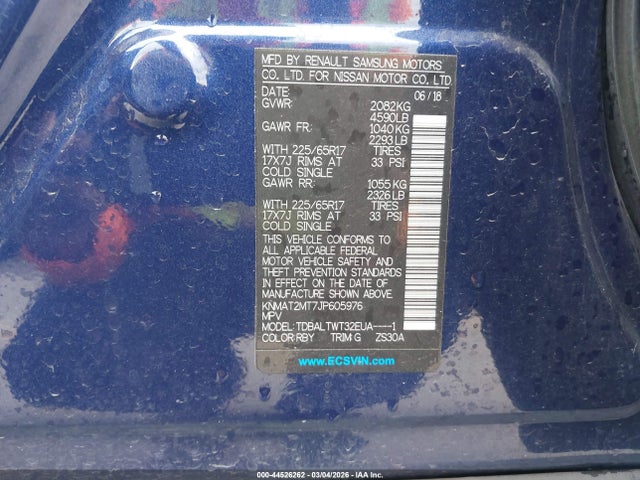 MFD BY RENAULT SAMSUNG MOTORS
CO. LTD. FOR NISSAN MOTOR CO. LTD
DATE: 06/18
GVWR: 2082KG
4590LB
GAWR FR: 1040KG
2293LB
WITH 225/65R17 TIRES
17X7J RIMS AT 33 PSI
COLD SINGLE
GAWR RR: 1055KG
2326LB
WITH 225/65R17 TIRES
17X7J RIMS AT 33 PSI
COLD SINGLE
THIS VEHICLE CONFORMS TO
ALL APPLICABLE FEDERAL
MOTOR VEHICLE SAFETY AND
THEFT PREVENTION STANDARDS
IN EFFECT ON THE DATE OF
MANUFACTURE SHOWN ABOVE.
KNMAT2MT7JP605976
MPV
MODEL:TDBALTWT32EUA----1
COLOR:RBY TRIM:G ZS30A
www.ECSVIN.com
000-44526262 - 03/04/2026 - IAA Inc.